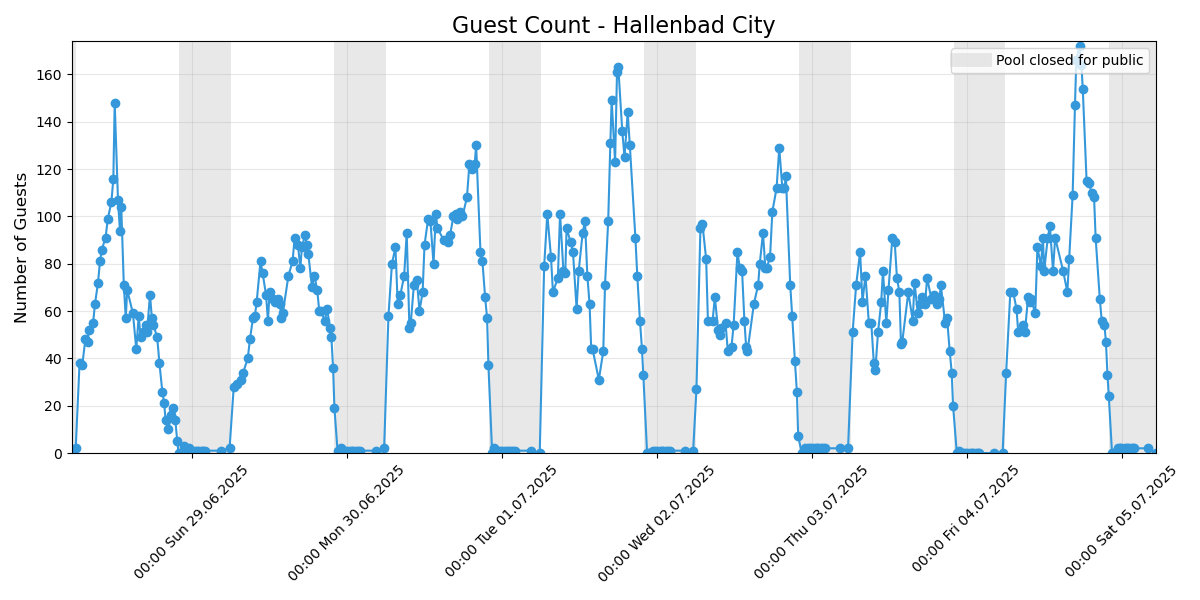 Guest Count - Hallenbad City
Pool closed for public
Number of Guests
160
140
120
100
80
60
40
20
0
00:00 Sun 29.06.2025
00:00 Mon 30.06.2025
00:00 Tue 01.07.2025
00:00 Wed 02.07.2025
00:00 Thu 03.07.2025
00:00 Fri 04.07.2025
00:00 Sat 05.07.2025